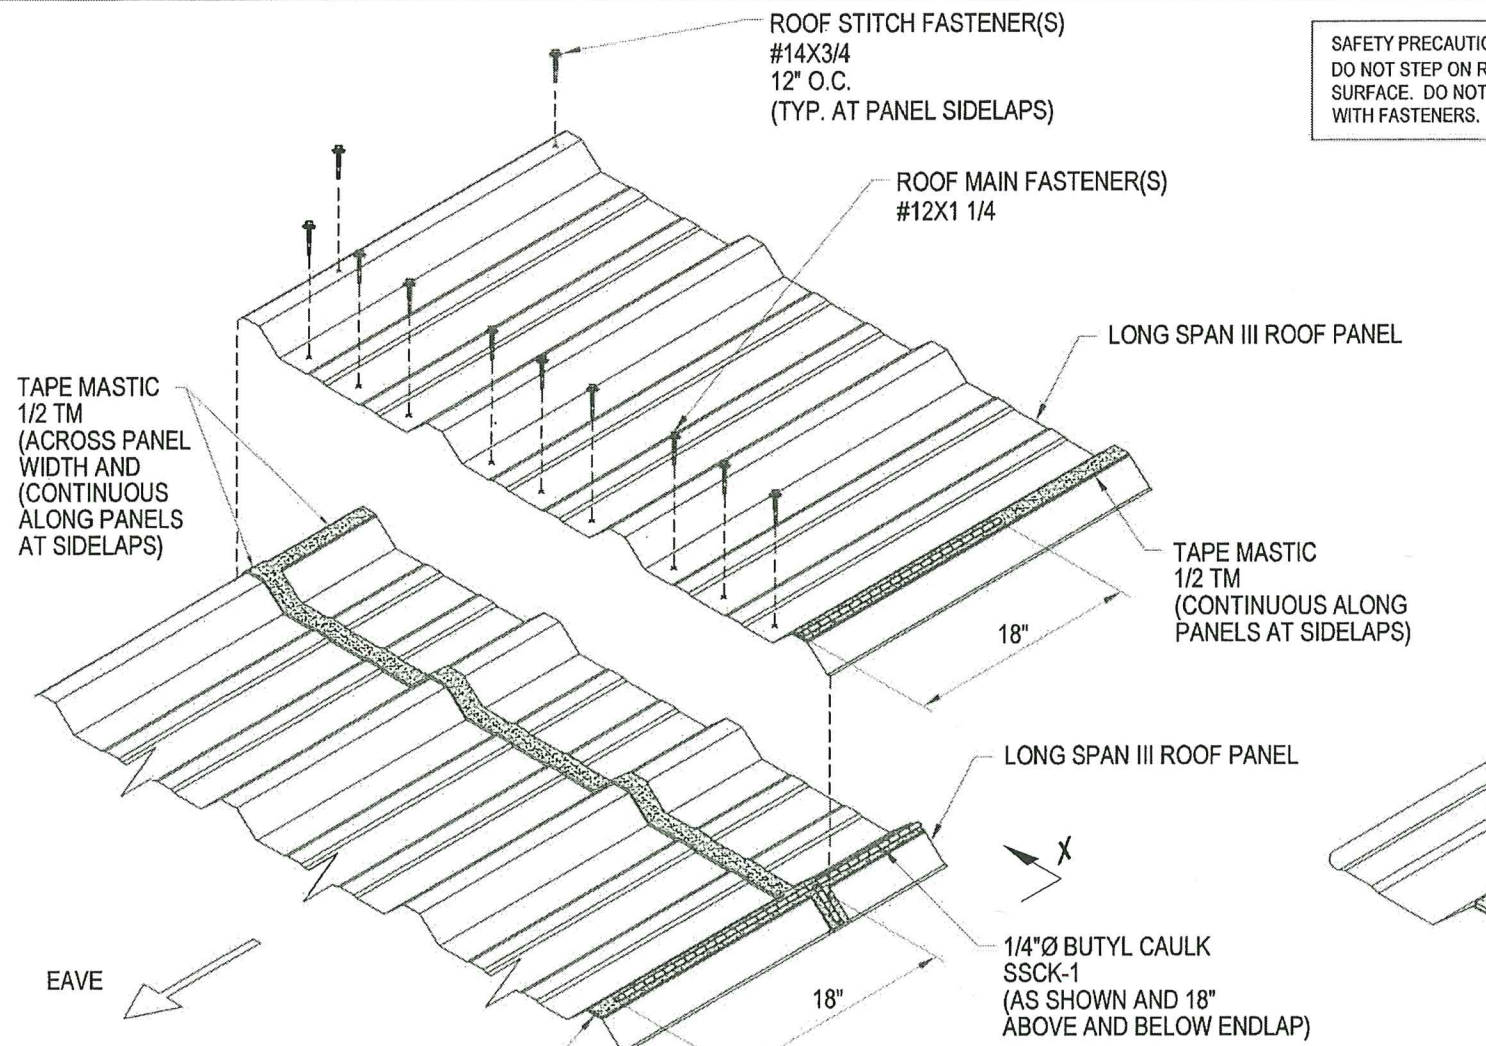 ROOF STITCH FASTENER(S)
#14X3/4
12" O.C.
(TYP. AT PANEL SIDELAPS)
SAFETY PRECAUTIO
DO NOT STEP ON R
SURFACE. DO NOT
WITH FASTENERS.
ROOF MAIN FASTENER(S)
#12X1 1/4
LONG SPAN III ROOF PANEL
TAPE MASTIC
1/2 TM
(ACROSS PANEL
WIDTH AND
(CONTINUOUS
ALONG PANELS
AT SIDELAPS)
TAPE MASTIC
1/2 TM
(CONTINUOUS ALONG
PANELS AT SIDELAPS)
18"
LONG SPAN III ROOF PANEL
X
1/4"Ø BUTYL CAULK
SSCK-1
(AS SHOWN AND 18"
ABOVE AND BELOW ENDLAP)
EAVE
18"